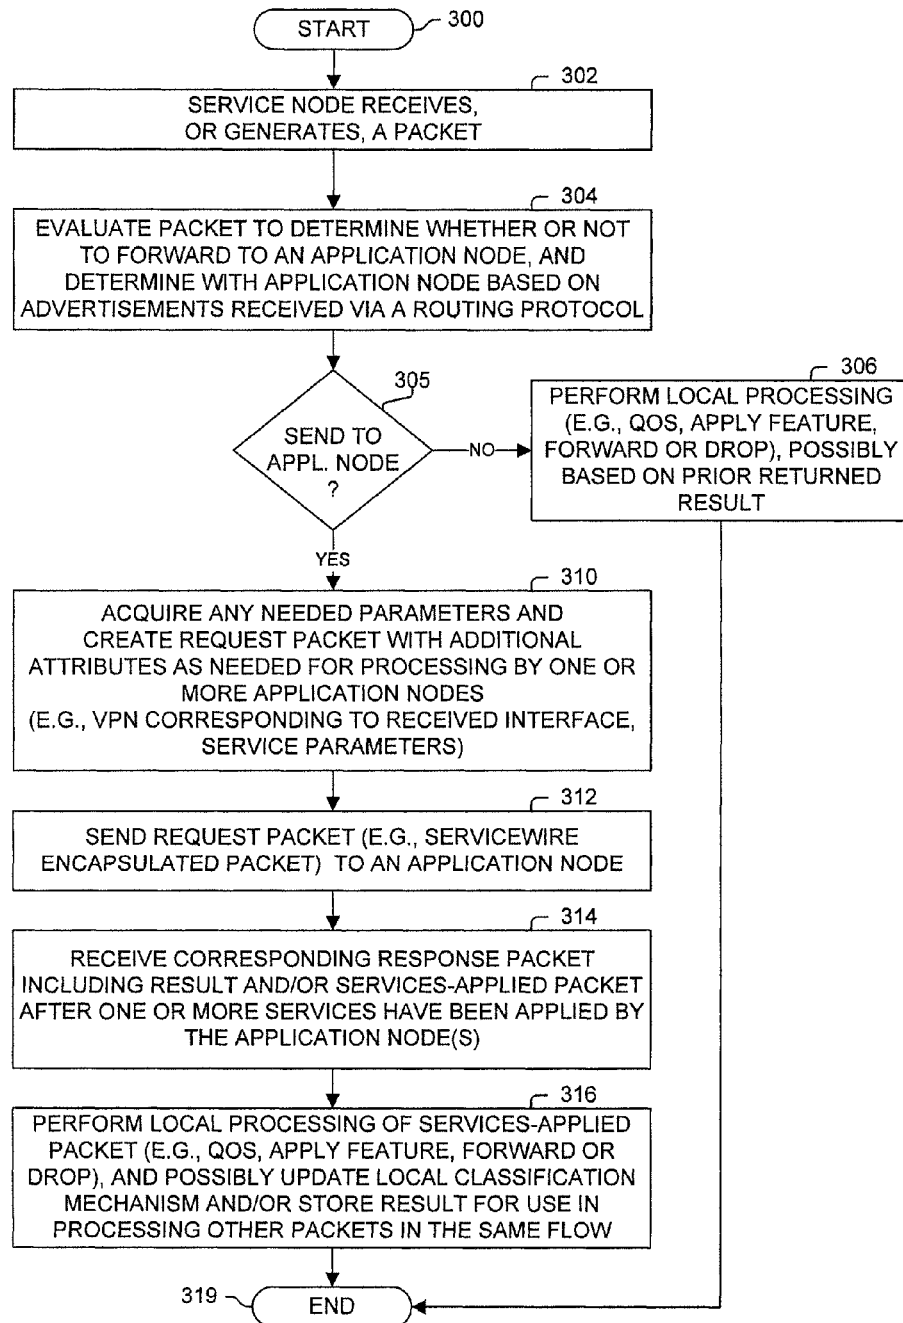 START
300
302
SERVICE NODE RECEIVES,
OR GENERATES, A PACKET
304
EVALUATE PACKET TO DETERMINE WHETHER OR NOT
TO FORWARD TO AN APPLICATION NODE, AND
DETERMINE WITH APPLICATION NODE BASED ON
ADVERTISEMENTS RECEIVED VIA A ROUTING PROTOCOL
305
SEND TO
APPL. NODE
?
NO
306
PERFORM LOCAL PROCESSING
(E.G., QOS, APPLY FEATURE,
FORWARD OR DROP), POSSIBLY
BASED ON PRIOR RETURNED
RESULT
YES
310
ACQUIRE ANY NEEDED PARAMETERS AND
CREATE REQUEST PACKET WITH ADDITIONAL
ATTRIBUTES AS NEEDED FOR PROCESSING BY ONE OR
MORE APPLICATION NODES
(E.G., VPN CORRESPONDING TO RECEIVED INTERFACE,
SERVICE PARAMETERS)
312
SEND REQUEST PACKET (E.G., SERVICEWIRE
ENCAPSULATED PACKET) TO AN APPLICATION NODE
314
RECEIVE CORRESPONDING RESPONSE PACKET
INCLUDING RESULT AND/OR SERVICES-APPLIED PACKET
AFTER ONE OR MORE SERVICES HAVE BEEN APPLIED BY
THE APPLICATION NODE(S)
316
PERFORM LOCAL PROCESSING OF SERVICES-APPLIED
PACKET (E.G., QOS, APPLY FEATURE, FORWARD OR
DROP), AND POSSIBLY UPDATE LOCAL CLASSIFICATION
MECHANISM AND/OR STORE RESULT FOR USE IN
PROCESSING OTHER PACKETS IN THE SAME FLOW
319
END